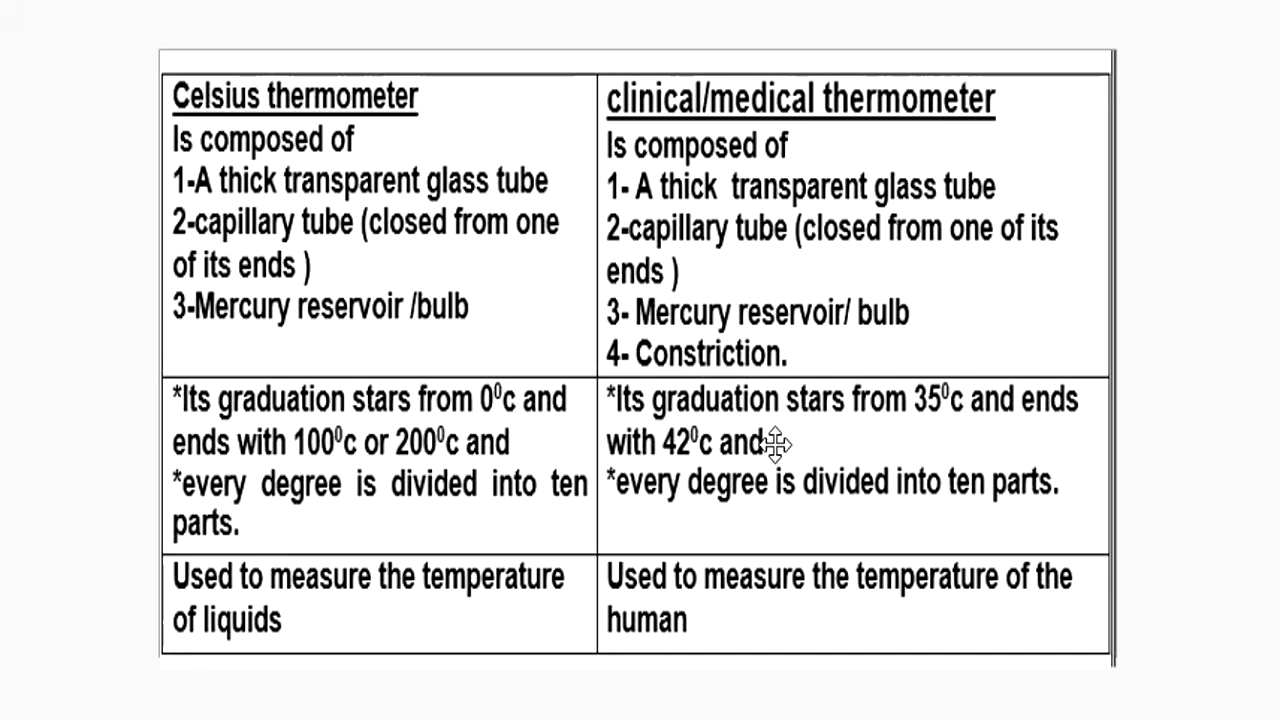 Celsius thermometer
Is composed of
1-A thick transparent glass tube
2-capillary tube (closed from one
of its ends )
3-Mercury reservoir /bulb
clinical/medical thermometer
Is composed of
1- A thick  transparent glass tube
2-capillary tube (closed from one of its
ends )
3- Mercury reservoir/ bulb
4- Constriction.
*Its graduation stars from 0⁰c and
ends with 100⁰c or 200⁰c and
*every degree is divided into ten
parts.
*Its graduation stars from 35⁰c and ends
with 42⁰c and
*every degree is divided into ten parts.
Used to measure the temperature
of liquids
Used to measure the temperature of the
human